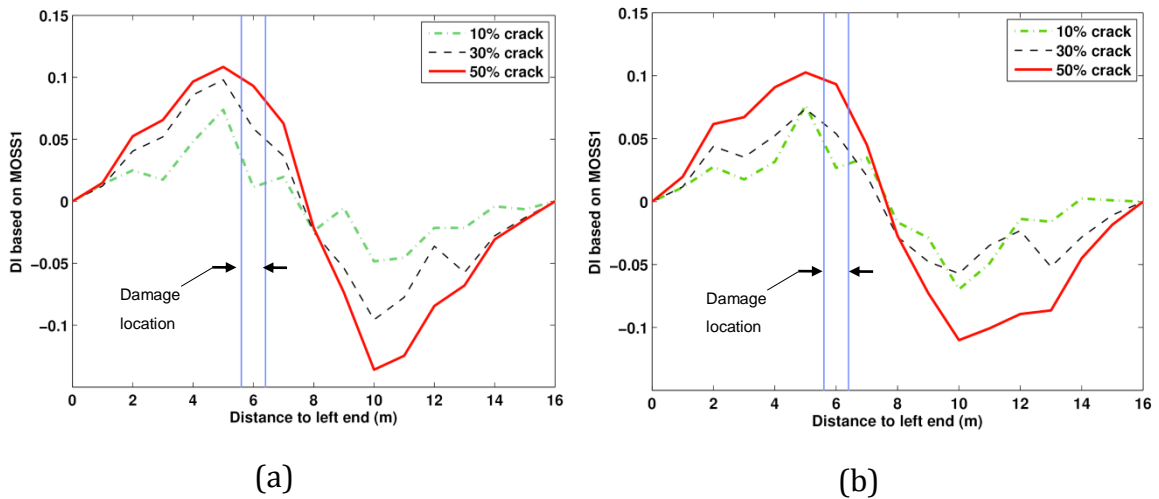 0.15
0.1
0.05
0
−0.05
−0.1
DI based on MOSS1
10% crack
30% crack
50% crack
Damage
location
0 2 4 6 8 10 12 14 16
Distance to left end (m)
(a)
0.15
0.1
0.05
0
−0.05
−0.1
DI based on MOSS1
10% crack
30% crack
50% crack
Damage
location
0 2 4 6 8 10 12 14 16
Distance to left end (m)
(b)